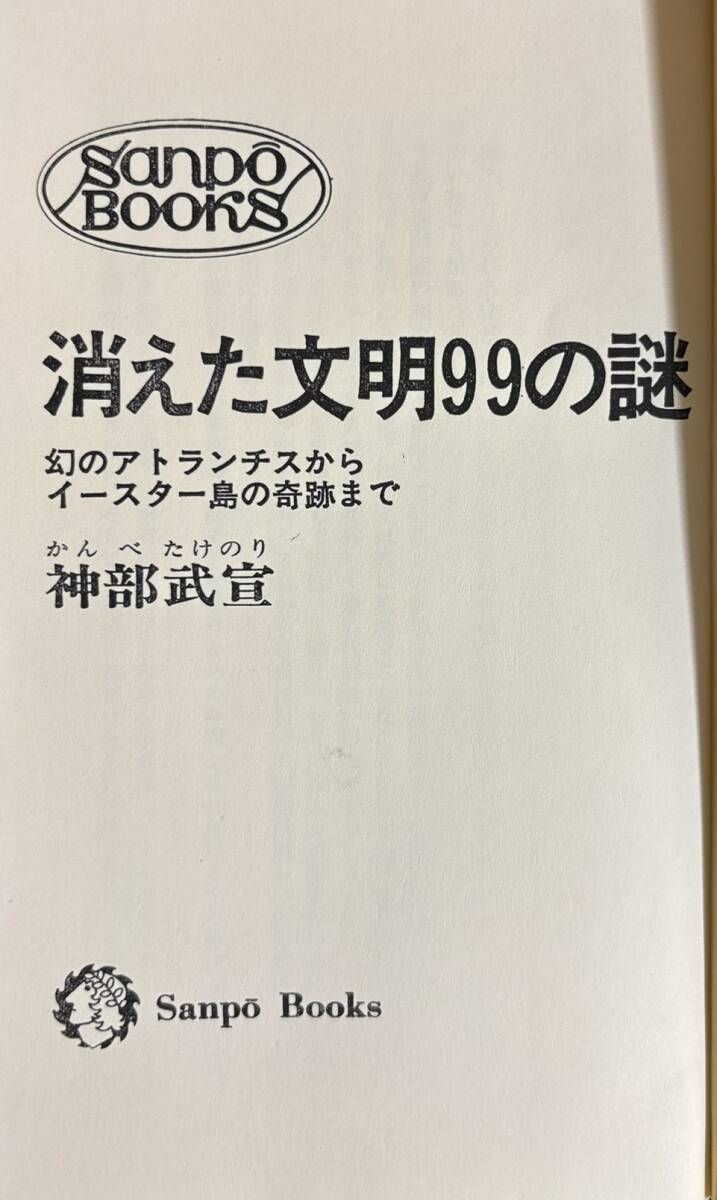 Sanpō
BOOKS
消えた文明99の謎
幻のアトランチスから
イースター島の奇跡まで
かんべたけのり
神部武宣
Sanpō Books